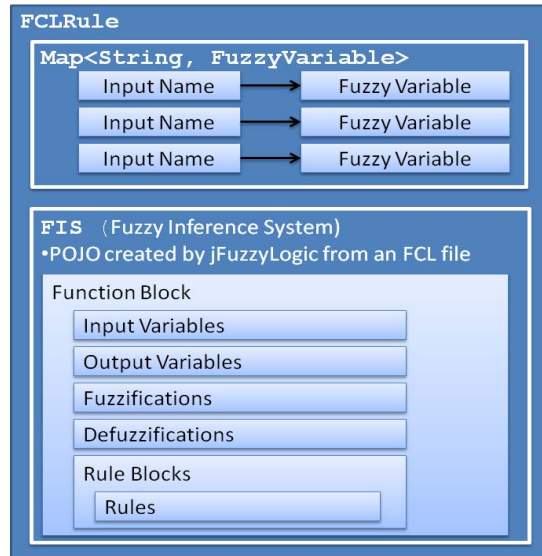 FCLRule
Map<String, FuzzyVariable>
Input Name Fuzzy Variable
Input Name Fuzzy Variable
Input Name Fuzzy Variable
FIS (Fuzzy Inference System)
•POJO created by jFuzzyLogic from an FCL file
Function Block
Input Variables
Output Variables
Fuzzifications
Defuzzifications
Rule Blocks
Rules